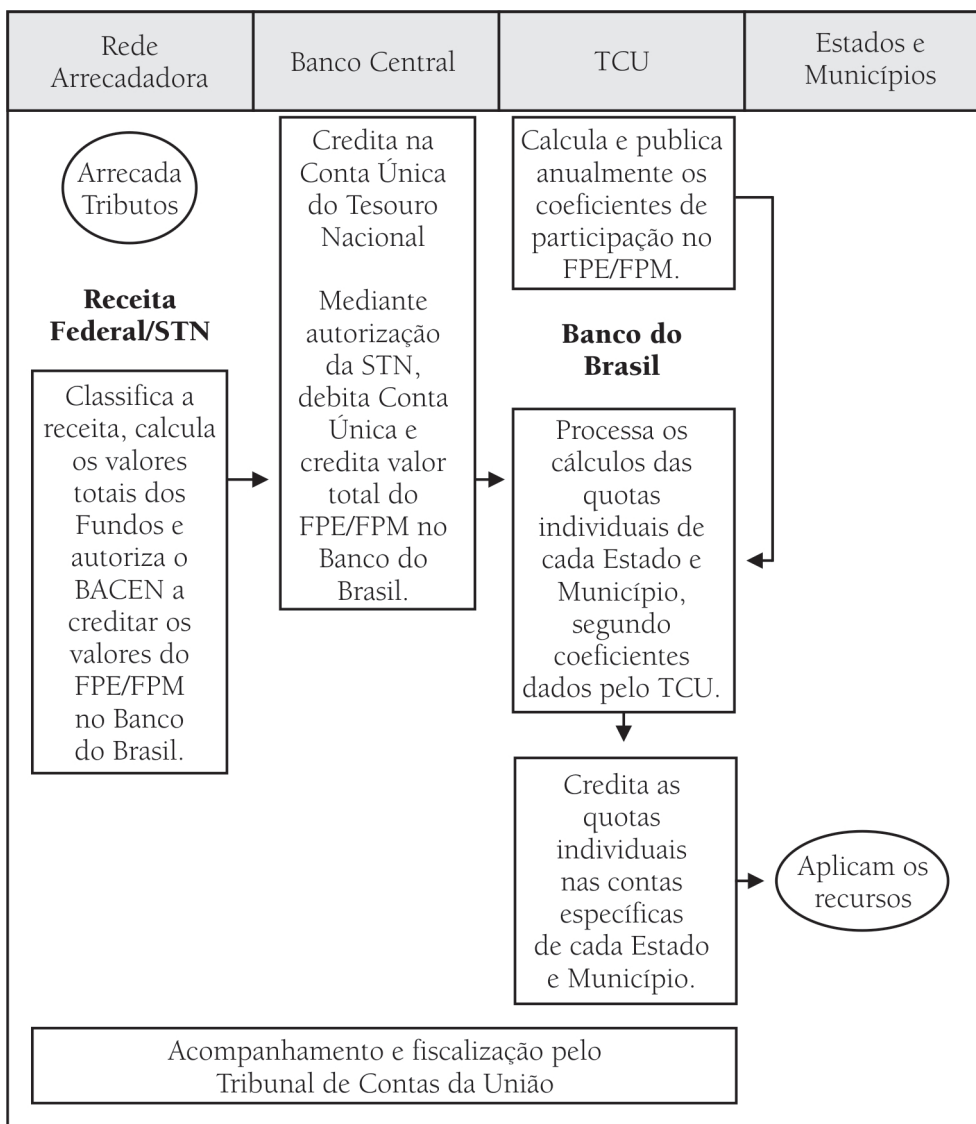 Rede
Arrecadadora
Banco Central
TCU
Estados e
Municípios
Arrecada
Tributos
Receita
Federal/STN
Classifica a
receita, calcula
os valores
totais dos
Fundos e
autoriza o
BACEN a
creditar os
valores do
FPE/FPM
no Banco
do Brasil.
Credita na
Conta Única
do Tesouro
Nacional
Mediante
autorização
da STN,
debita Conta
Única e
credita valor
total do
FPE/FPM no
Banco do
Brasil.
Calcula e publica
anualmente os
coeficientes de
participação no
FPE/FPM.
Banco do
Brasil
Processa os
cálculos das
quotas
individuais de
cada Estado e
Município,
segundo
coeficientes
dados pelo TCU.
Credita as
quotas
individuais
nas contas
específicas
de cada Estado
e Município.
Aplicam os
recursos
Acompanhamento e fiscalização pelo
Tribunal de Contas da União